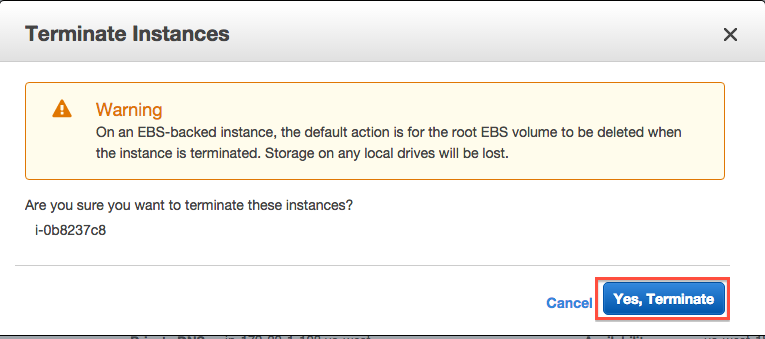 Terminate Instances
Warning
On an EBS-backed instance, the default action is for the root EBS volume to be deleted when
the instance is terminated. Storage on any local drives will be lost.
Are you sure you want to terminate these instances?
i-0b8237c8
Cancel
Yes, Terminate